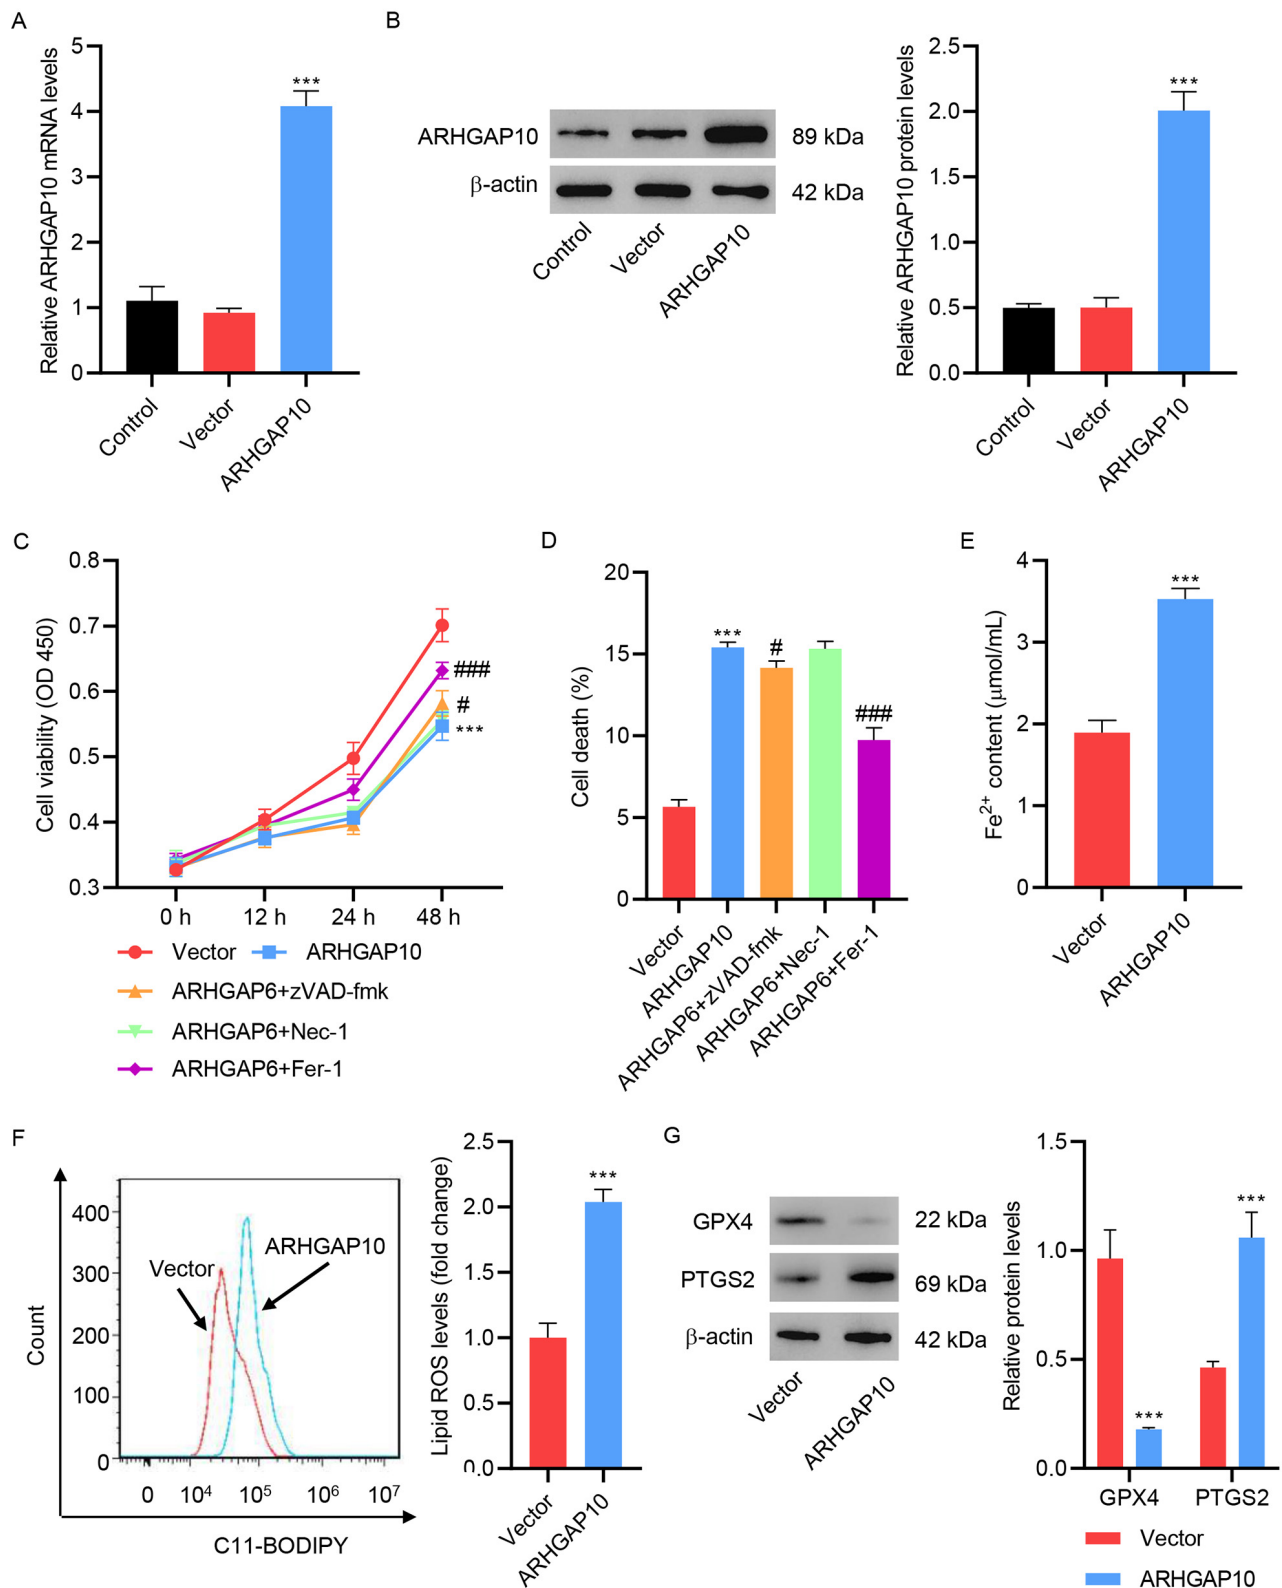 A
Relative ARHGAP10 mRNA levels
5
4
3
2
1
0
***
Control
Vector
ARHGAP10
B
ARHGAP10
89 kDa
β-actin
42 kDa
Control
Vector
ARHGAP10
Relative ARHGAP10 protein levels
2.5
2.0
1.5
1.0
0.5
0.0
***
Control
Vector
ARHGAP10
C
Cell viability (OD 450)
0.8
0.7
0.6
0.5
0.4
0.3
###
#
***
0 h
12 h
24 h
48 h
Vector
ARHGAP10
ARHGAP6+zVAD-fmk
ARHGAP6+Nec-1
ARHGAP6+Fer-1
D
Cell death (%)
20
15
10
5
0
***
#
###
Vector
ARHGAP10
ARHGAP6+zVAD-fmk
ARHGAP6+Nec-1
ARHGAP6+Fer-1
E
Fe2+ content (μmol/mL)
4
3
2
1
0
***
Vector
ARHGAP10
F
Count
400
300
200
100
0
Vector
ARHGAP10
0
10⁴
10⁵
10⁶
10⁷
C11-BODIPY
Lipid ROS levels (fold change)
2.5
2.0
1.5
1.0
0.5
0.0
***
Vector
ARHGAP10
G
GPX4
22 kDa
PTGS2
69 kDa
β-actin
42 kDa
Vector
ARHGAP10
Relative protein levels
1.5
1.0
0.5
0.0
***
***
GPX4
PTGS2
Vector
ARHGAP10